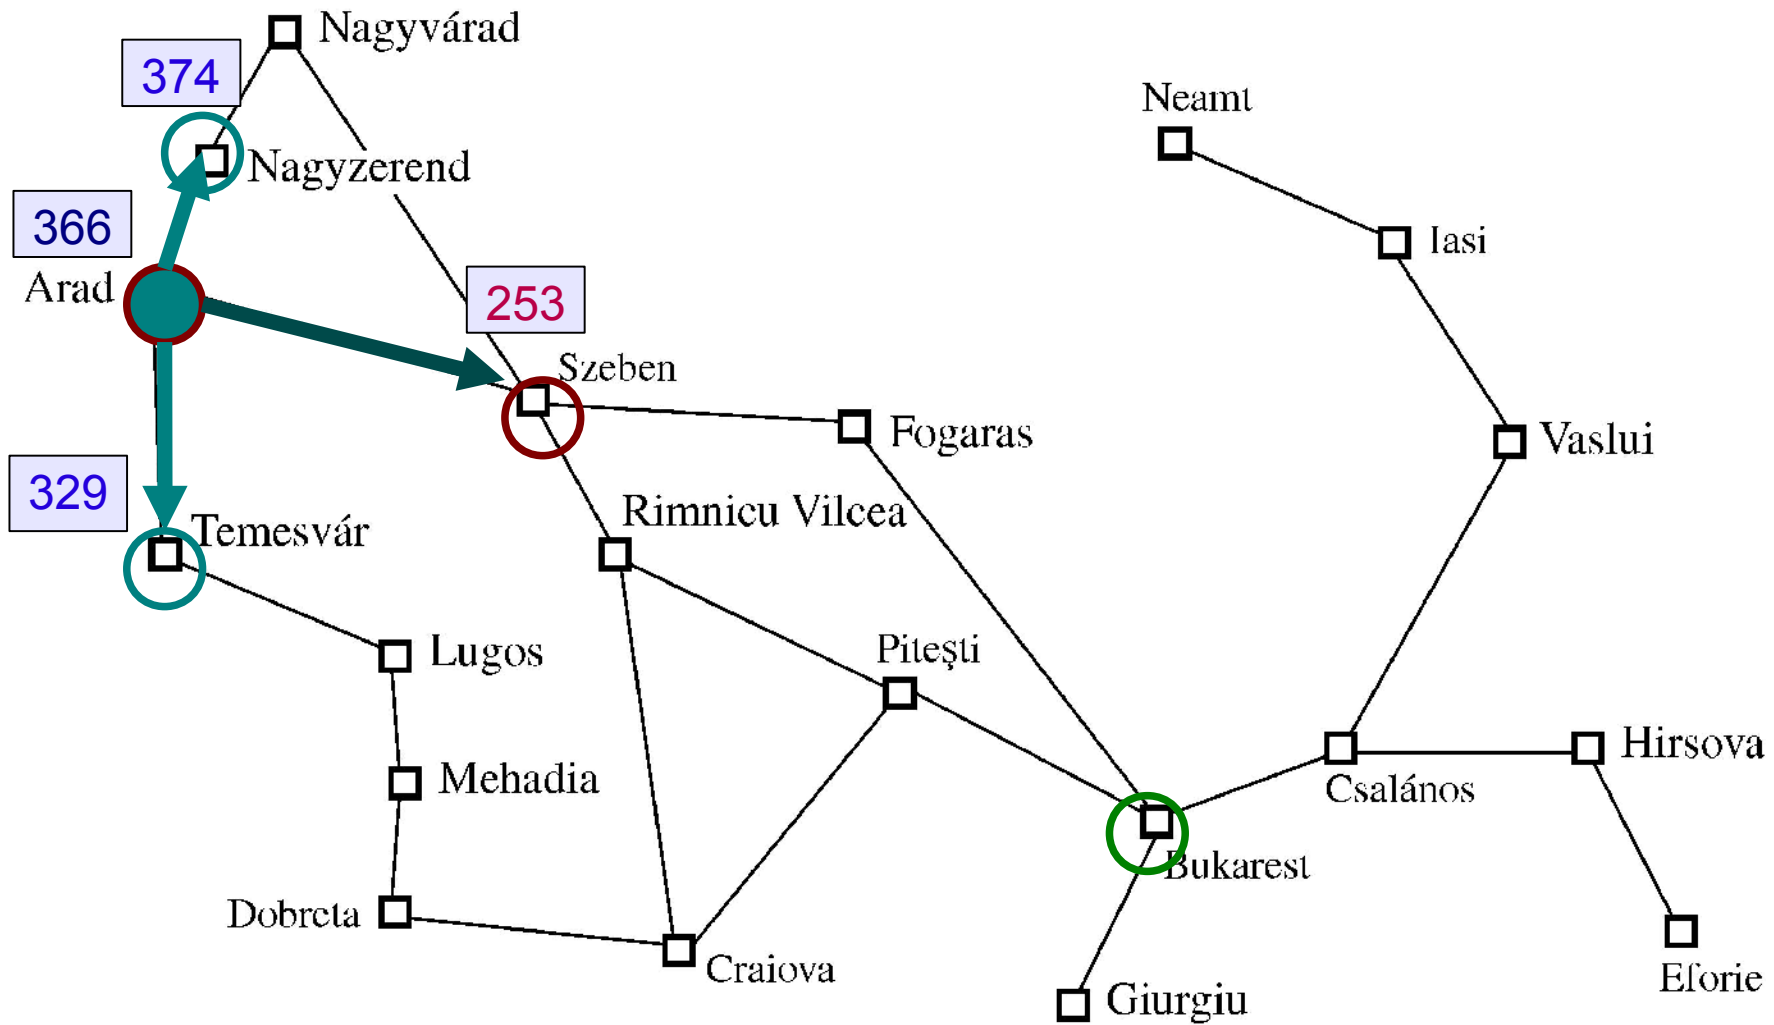 Nagyvárad
374
Neamt
Nagyzerend
366
Iasi
Arad
253
Szeben
Fogaras
Vaslui
329
Rimnicu Vilcea
Temesvár
Lugos
Piteşti
Hirsova
Mehadia
Csalános
Bukarest
Dobreta
Craiova
Eforie
Giurgiu